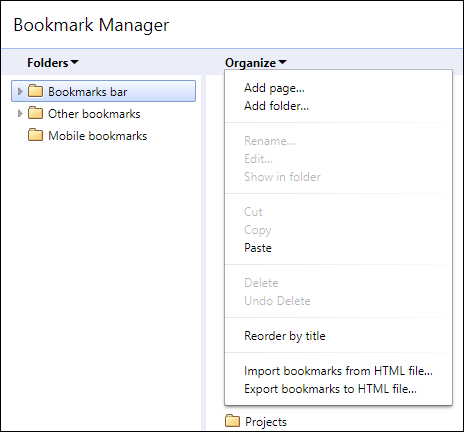 Bookmark Manager
Folders
Organize
Bookmarks bar
Other bookmarks
Mobile bookmarks
Add page...
Add folder...
Rename...
Edit...
Show in folder
Cut
Copy
Paste
Delete
Undo Delete
Reorder by title
Import bookmarks from HTML file...
Export bookmarks to HTML file...
Projects